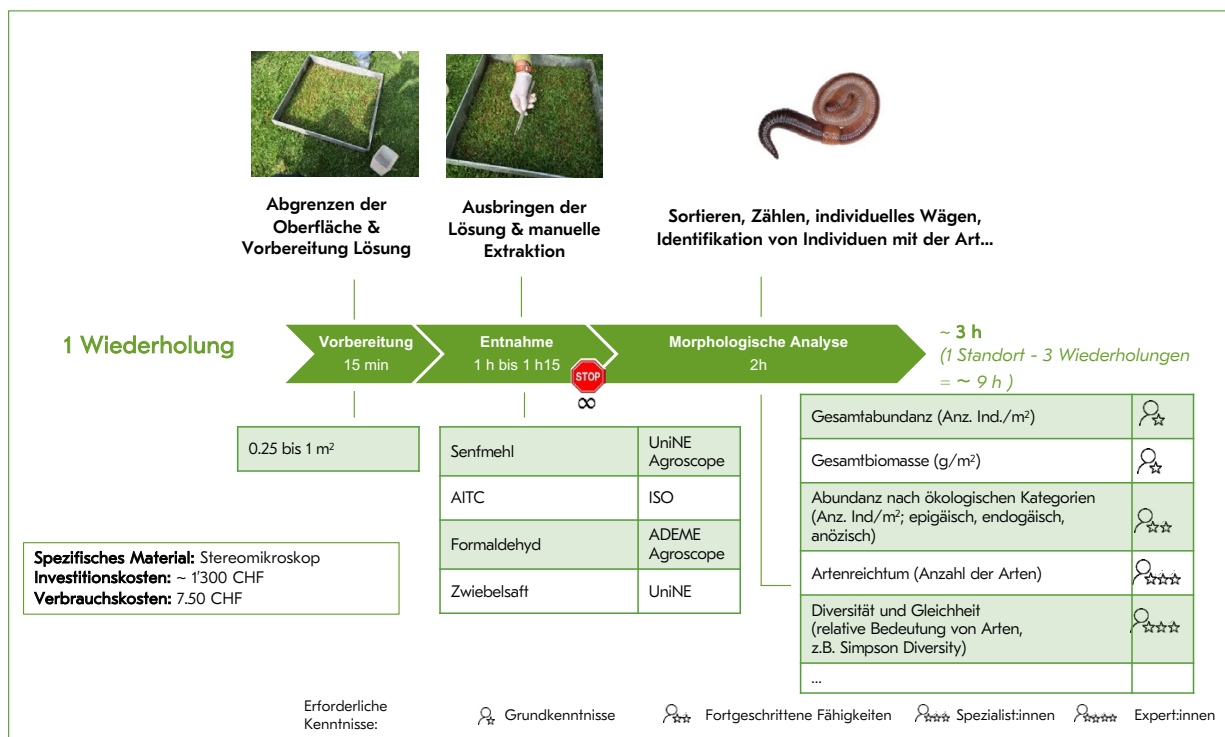 Abgrenzen der
Oberfläche &
Vorbereitung Lösung
Ausbringen der
Lösung & manuelle
Extraktion
Sortieren, Zählen, individuelles Wägen,
Identifikation von Individuen mit der Art...
1 Wiederholung
Vorbereitung
15 min
Entnahme
1 h bis 1 h15
STOP
∞
Morphologische Analyse
2h
~ 3 h
(1 Standort - 3 Wiederholungen
= ~ 9 h )
0.25 bis 1 m²
Senfmehl
UniNE
Agroscope
AITC
ISO
Formaldehyd
ADEME
Agroscope
Zwiebelsaft
UniNE
Gesamtabundanz (Anz. Ind./m²)
Gesamtbiomasse (g/m²)
Abundanz nach ökologischen Kategorien
(Anz. Ind/m²; epigäisch, endogäisch,
anözisch)
Artenreichtum (Anzahl der Arten)
Diversität und Gleichheit
(relative Bedeutung von Arten,
z.B. Simpson Diversity)
...
Spezifisches Material: Stereomikroskop
Investitionskosten: ~ 1'300 CHF
Verbrauchskosten: 7.50 CHF
Erforderliche
Kenntnisse:
Grundkenntnisse
Fortgeschrittene Fähigkeiten
Spezialist:innen
Expert:innen